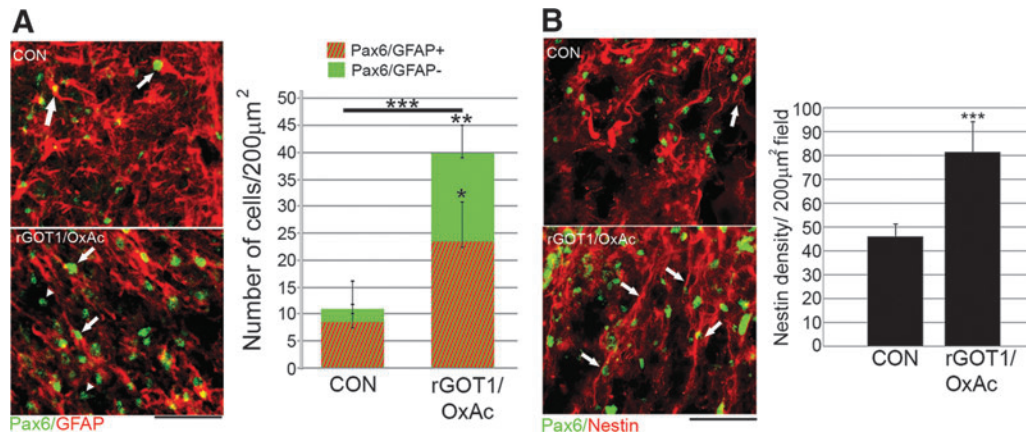 A
CON
rGOT1/OxAc
Pax6/GFAP
Pax6/GFAP+
Pax6/GFAP-
Number of cells/200µm²
50
45
40
35
30
25
20
15
10
5
0
***
**
*
CON
rGOT1/
OxAc
B
CON
rGOT1/OxAc
Pax6/Nestin
Nestin density/ 200µm² field
100
90
80
70
60
50
40
30
20
10
0
***
CON
rGOT1/
OxAc